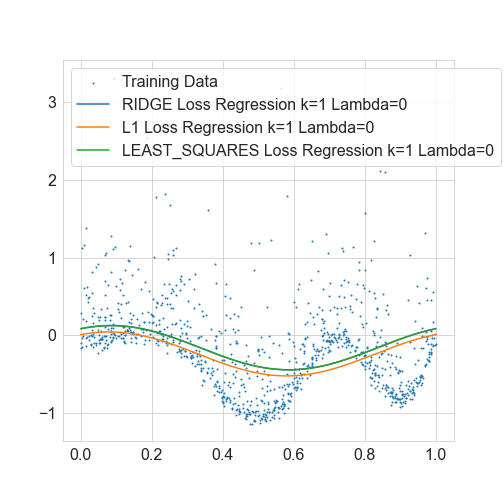 Training Data
RIDGE Loss Regression k=1 Lambda=0
L1 Loss Regression k=1 Lambda=0
LEAST_SQUARES Loss Regression k=1 Lambda=0
3
2
1
0
−1
0.0 0.2 0.4 0.6 0.8 1.0